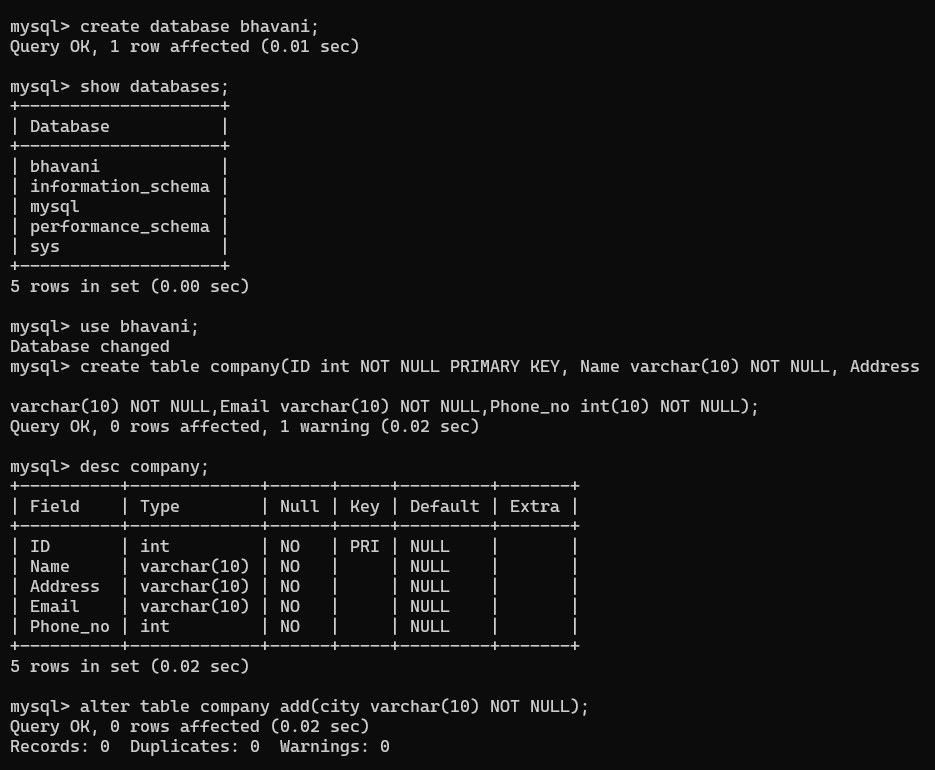 mysql> create database bhavani;
Query OK, 1 row affected (0.01 sec)

mysql> show databases;
+--------------------+
| Database           |
+--------------------+
| bhavani            |
| information_schema |
| mysql              |
| performance_schema |
| sys                |
+--------------------+
5 rows in set (0.00 sec)

mysql> use bhavani;
Database changed
mysql> create table company(ID int NOT NULL PRIMARY KEY, Name varchar(10) NOT NULL, Address

varchar(10) NOT NULL,Email varchar(10) NOT NULL,Phone_no int(10) NOT NULL);
Query OK, 0 rows affected, 1 warning (0.02 sec)

mysql> desc company;
+----------+-------------+------+-----+---------+-------+
| Field    | Type        | Null | Key | Default | Extra |
+----------+-------------+------+-----+---------+-------+
| ID       | int         | NO   | PRI | NULL    |       |
| Name     | varchar(10) | NO   |     | NULL    |       |
| Address  | varchar(10) | NO   |     | NULL    |       |
| Email    | varchar(10) | NO   |     | NULL    |       |
| Phone_no | int         | NO   |     | NULL    |       |
+----------+-------------+------+-----+---------+-------+
5 rows in set (0.02 sec)

mysql> alter table company add(city varchar(10) NOT NULL);
Query OK, 0 rows affected (0.02 sec)
Records: 0  Duplicates: 0  Warnings: 0